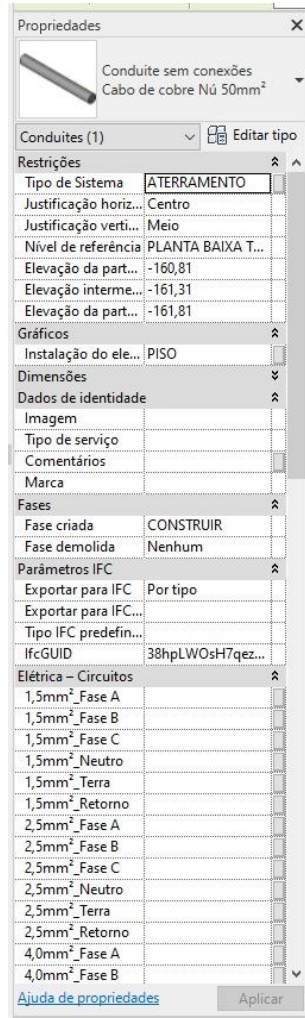 Propriedades
Conduite sem conexões
Cabo de cobre Nú 50mm²
Conduites (1) Editar tipo
Restrições
Tipo de Sistema ATERRAMENTO
Justificação horiz... Centro
Justificação verti... Meio
Nível de referência PLANTA BAIXA T...
Elevação da part... -160,81
Elevação interme... -161,31
Elevação da part... -161,81
Gráficos
Instalação do ele... PISO
Dimensões
Dados de identidade
Imagem
Tipo de serviço
Comentários
Marca
Fases
Fase criada CONSTRUIR
Fase demolida Nenhum
Parâmetros IFC
Exportar para IFC Por tipo
Exportar para IFC...
Tipo IFC predefin...
IfcGUID 38hpLWOsH7qez...
Elétrica – Circuitos
1,5mm²_Fase A
1,5mm²_Fase B
1,5mm²_Fase C
1,5mm²_Neutro
1,5mm²_Terra
1,5mm²_Retorno
2,5mm²_Fase A
2,5mm²_Fase B
2,5mm²_Fase C
2,5mm²_Neutro
2,5mm²_Terra
2,5mm²_Retorno
4,0mm²_Fase A
4,0mm²_Fase B
Ajuda de propriedades Aplicar